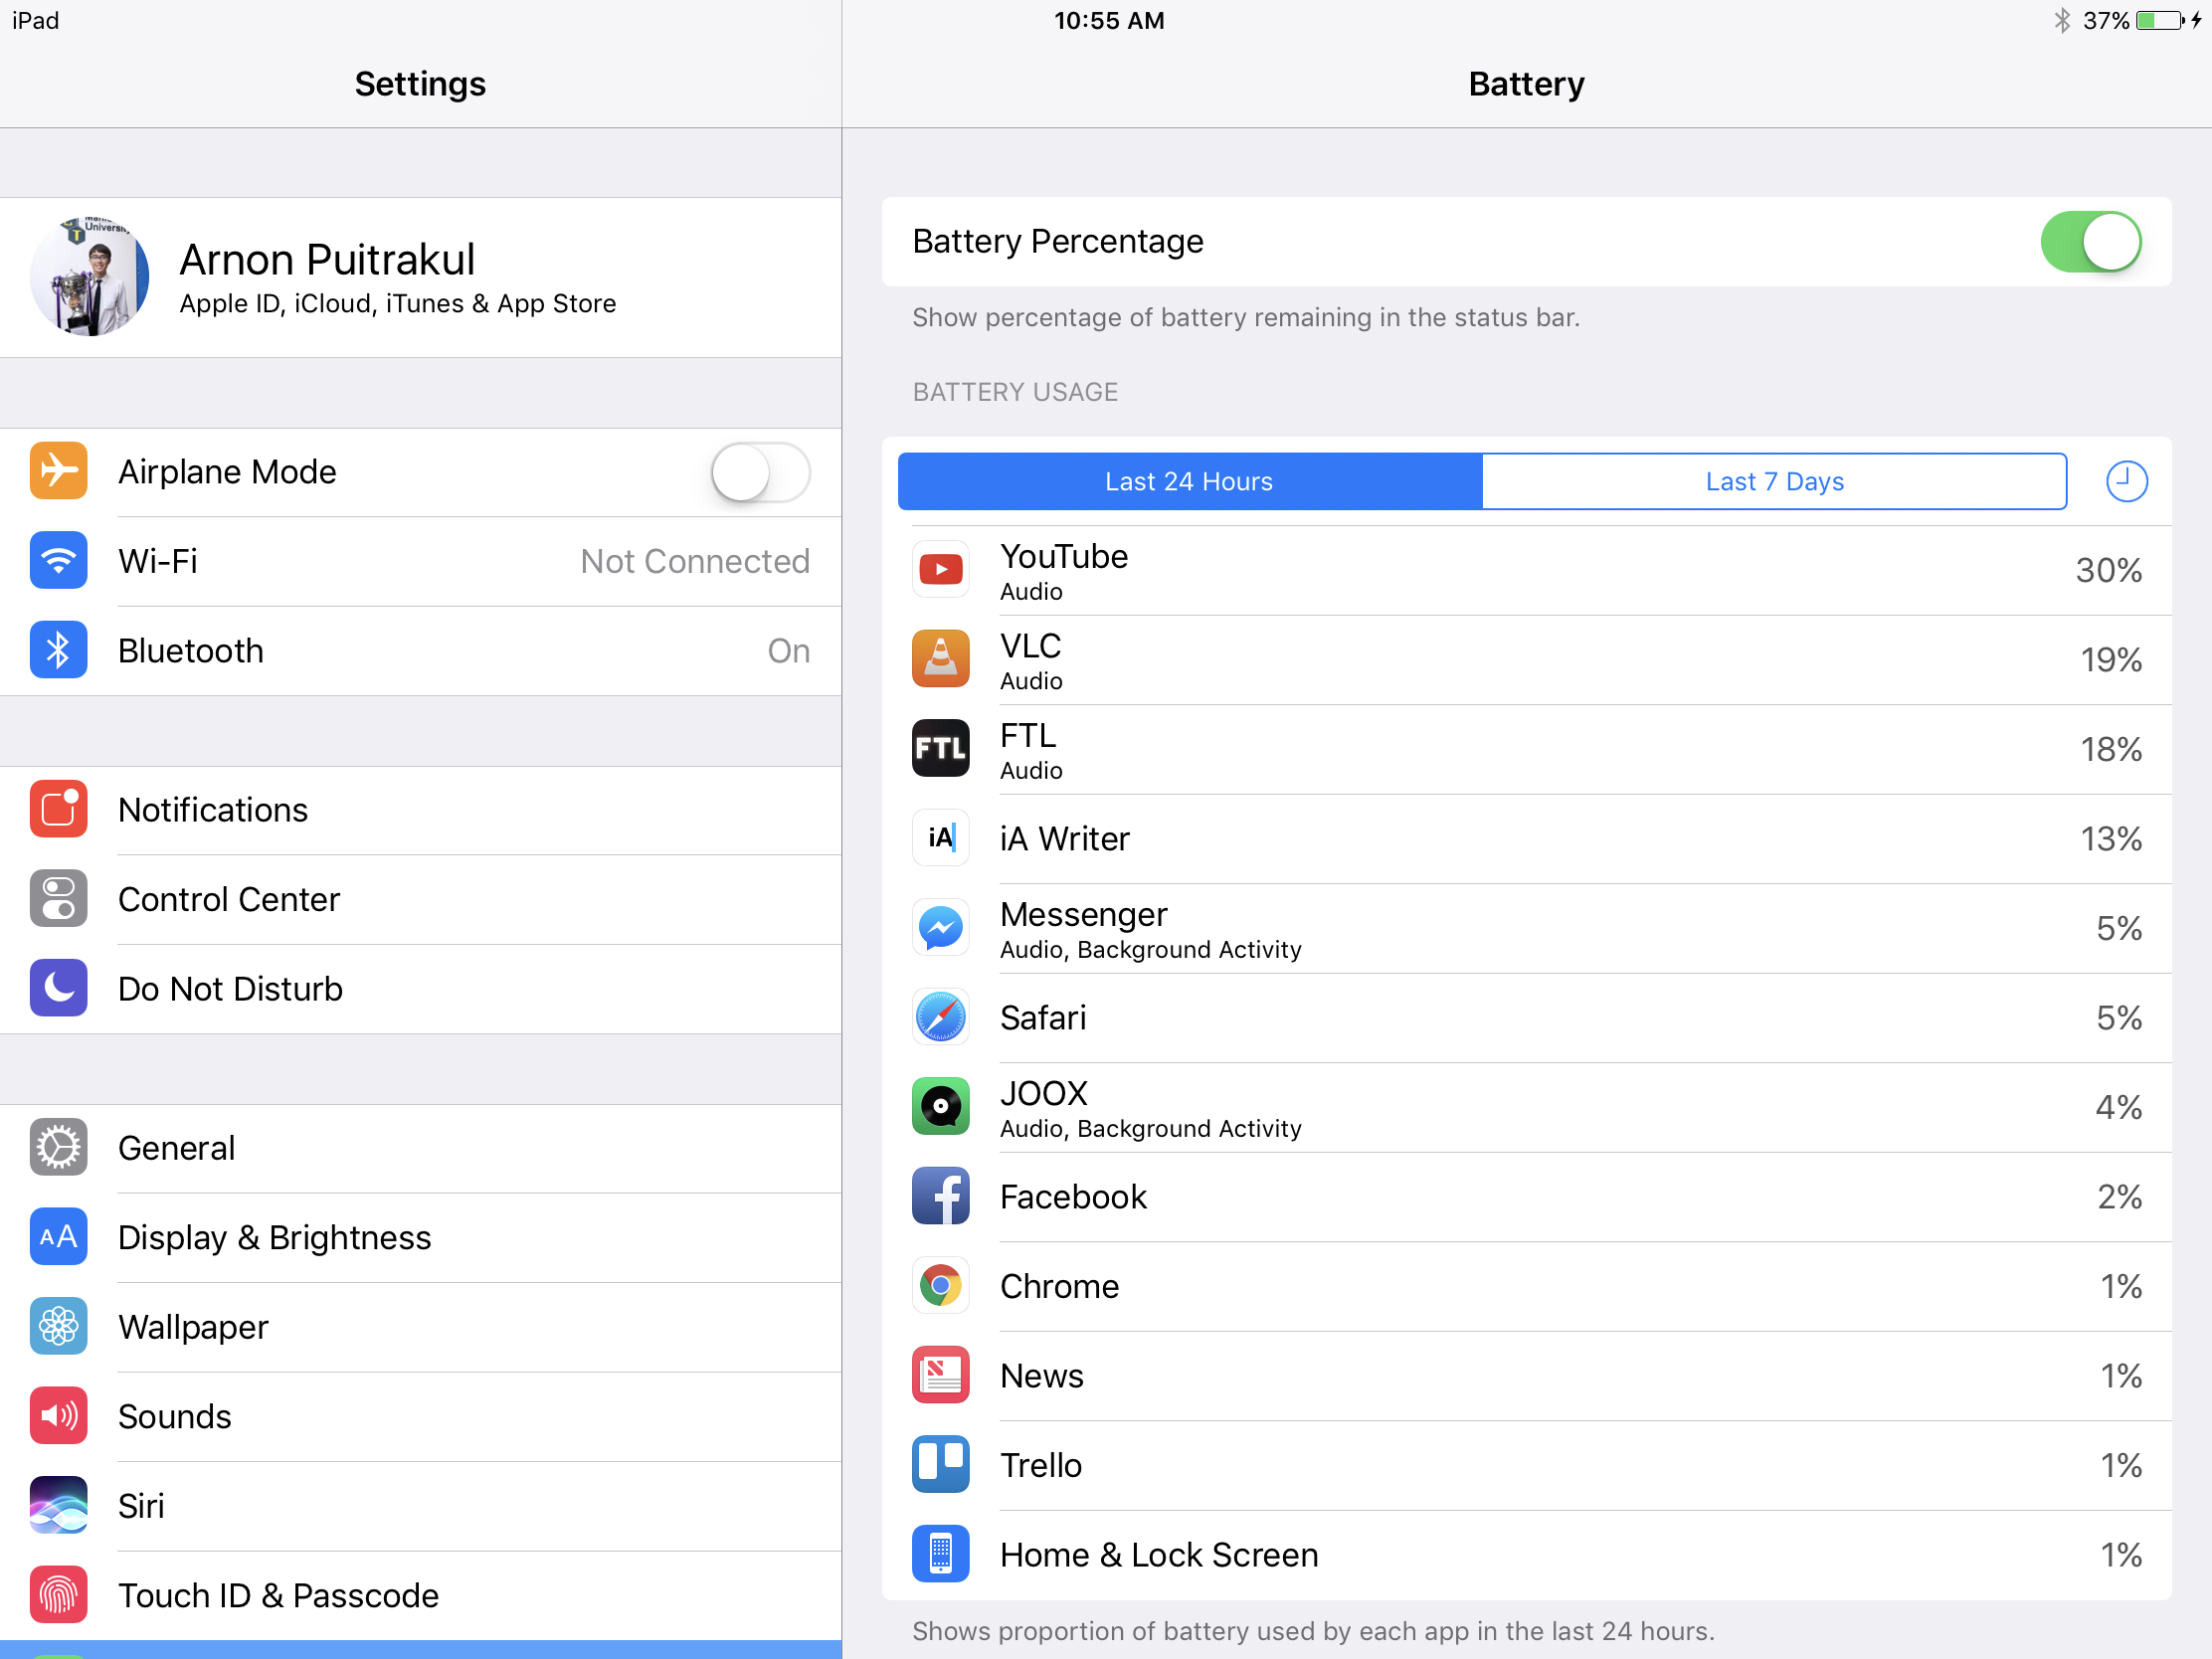 iPad
10:55 AM
37%
Settings
Battery
University
Arnon Puitrakul
Apple ID, iCloud, iTunes & App Store
Airplane Mode
Wi-Fi
Not Connected
Bluetooth
On
Notifications
Control Center
Do Not Disturb
General
AA
Display & Brightness
Wallpaper
Sounds
Siri
Touch ID & Passcode
Battery Percentage
Show percentage of battery remaining in the status bar.
BATTERY USAGE
Last 24 Hours
Last 7 Days
YouTube
30%
Audio
VLC
19%
Audio
FTL
FTL
18%
Audio
iA
iA Writer
13%
Messenger
5%
Audio, Background Activity
Safari
5%
JOOX
4%
Audio, Background Activity
Facebook
2%
Chrome
1%
News
1%
Trello
1%
Home & Lock Screen
1%
Shows proportion of battery used by each app in the last 24 hours.